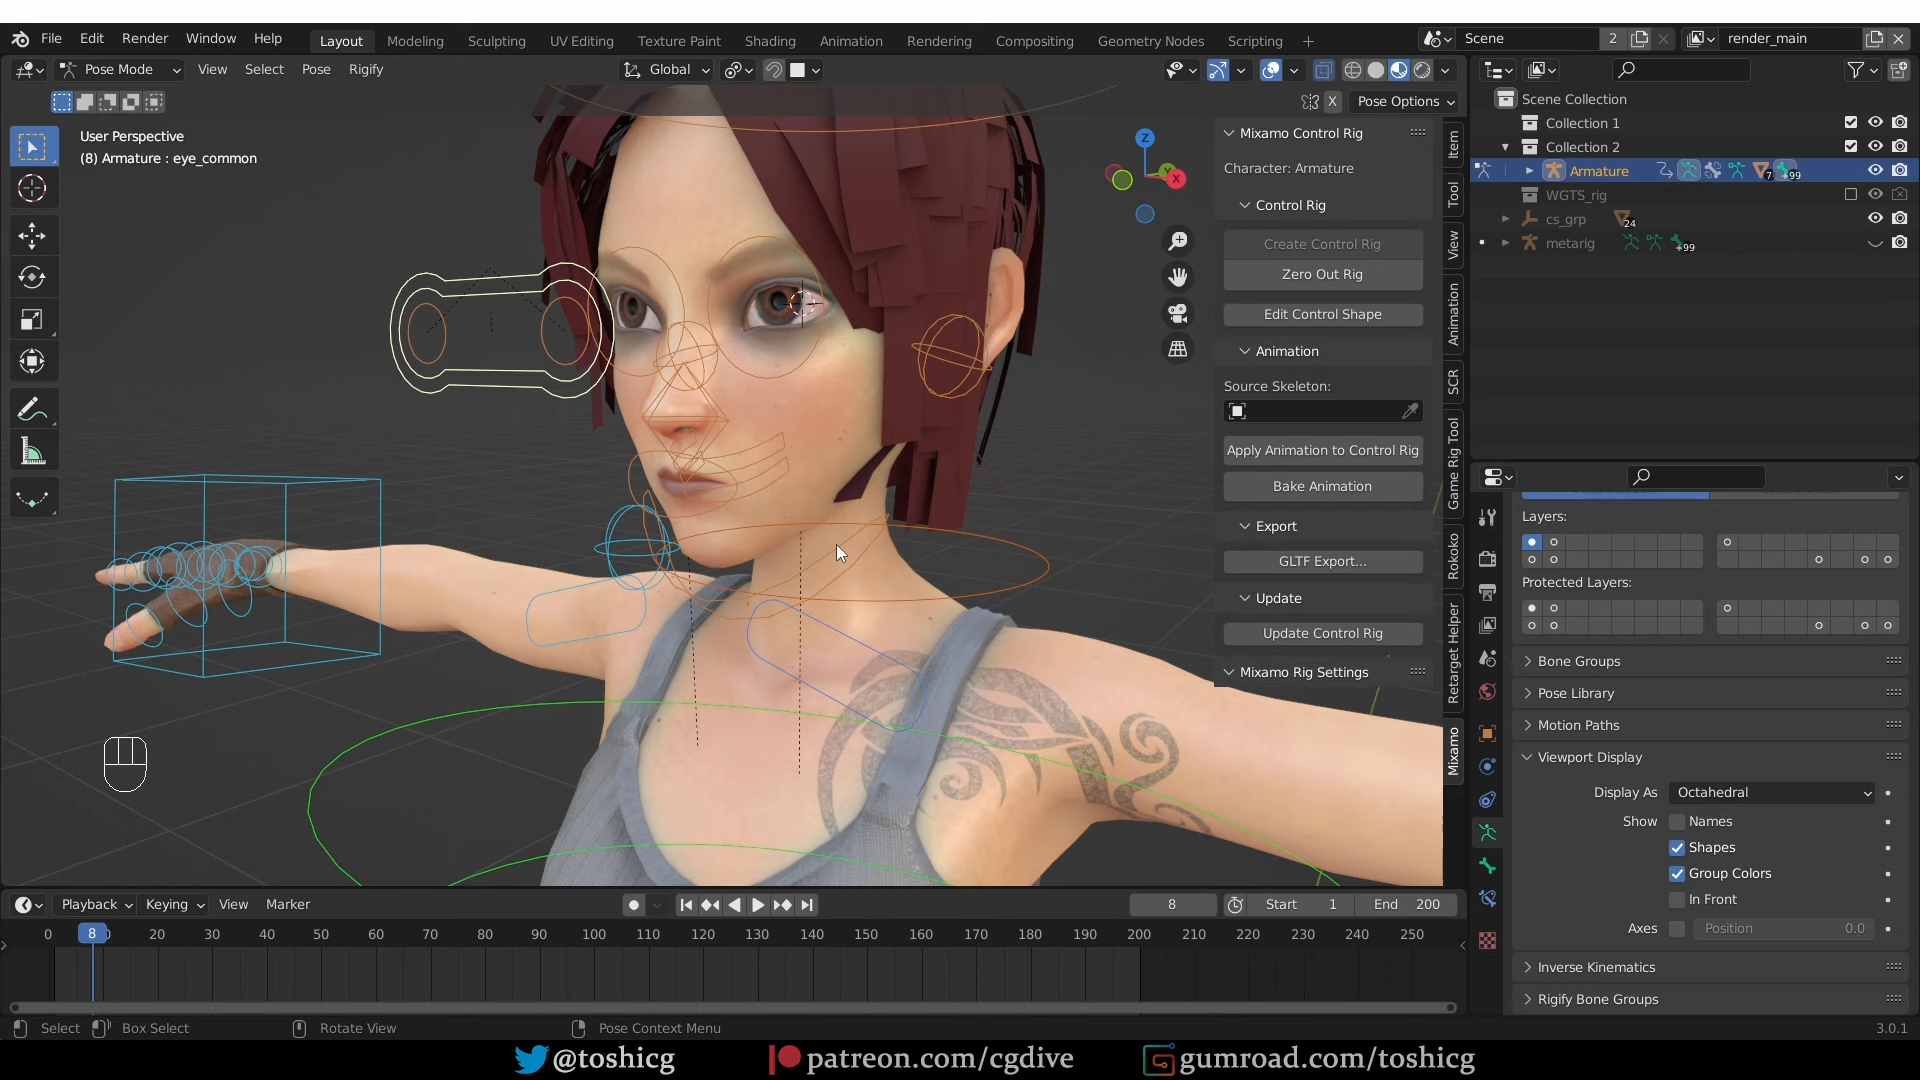 File Edit Render Window Help Layout Modeling Sculpting UV Editing Texture Paint Shading Animation Rendering Compositing Geometry Nodes Scripting + Scene 2 render_main
Pose Mode View Select Pose Rigify Global
X Pose Options
User Perspective
(8) Armature : eye_common
Z
X
Mixamo Control Rig
Character: Armature
Control Rig
Create Control Rig
Zero Out Rig
Edit Control Shape
Animation
Source Skeleton:
Apply Animation to Control Rig
Bake Animation
Export
GLTF Export...
Update
Update Control Rig
Mixamo Rig Settings
Item
Tool
View
Animation
SCR
Game Rig Tool
Rokoko
Retarget Helper
Mixamo
Scene Collection
Collection 1
Collection 2
Armature 7 +99
WGTS_rig
cs_grp 24
metarig +99
Layers:
Protected Layers:
Bone Groups
Pose Library
Motion Paths
Viewport Display
Display As Octahedral
Show Names
Shapes
Group Colors
In Front
Axes Position 0.0
Inverse Kinematics
Rigify Bone Groups
Playback Keying View Marker 8 Start 1 End 200
0 8 20 30 40 50 60 70 80 90 100 110 120 130 140 150 160 170 180 190 200 210 220 230 240 250
Select Box Select Rotate View Pose Context Menu 3.0.1
@toshicg patreon.com/cgdive gumroad.com/toshicg